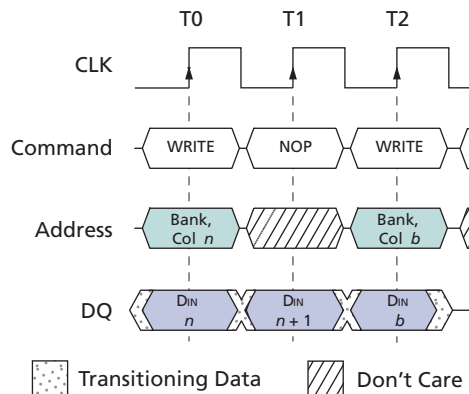 T0 T1 T2
CLK
Command WRITE NOP WRITE
Address Bank, Col n Bank, Col b
DQ DIN n DIN n + 1 DIN b
Transitioning Data Don't Care